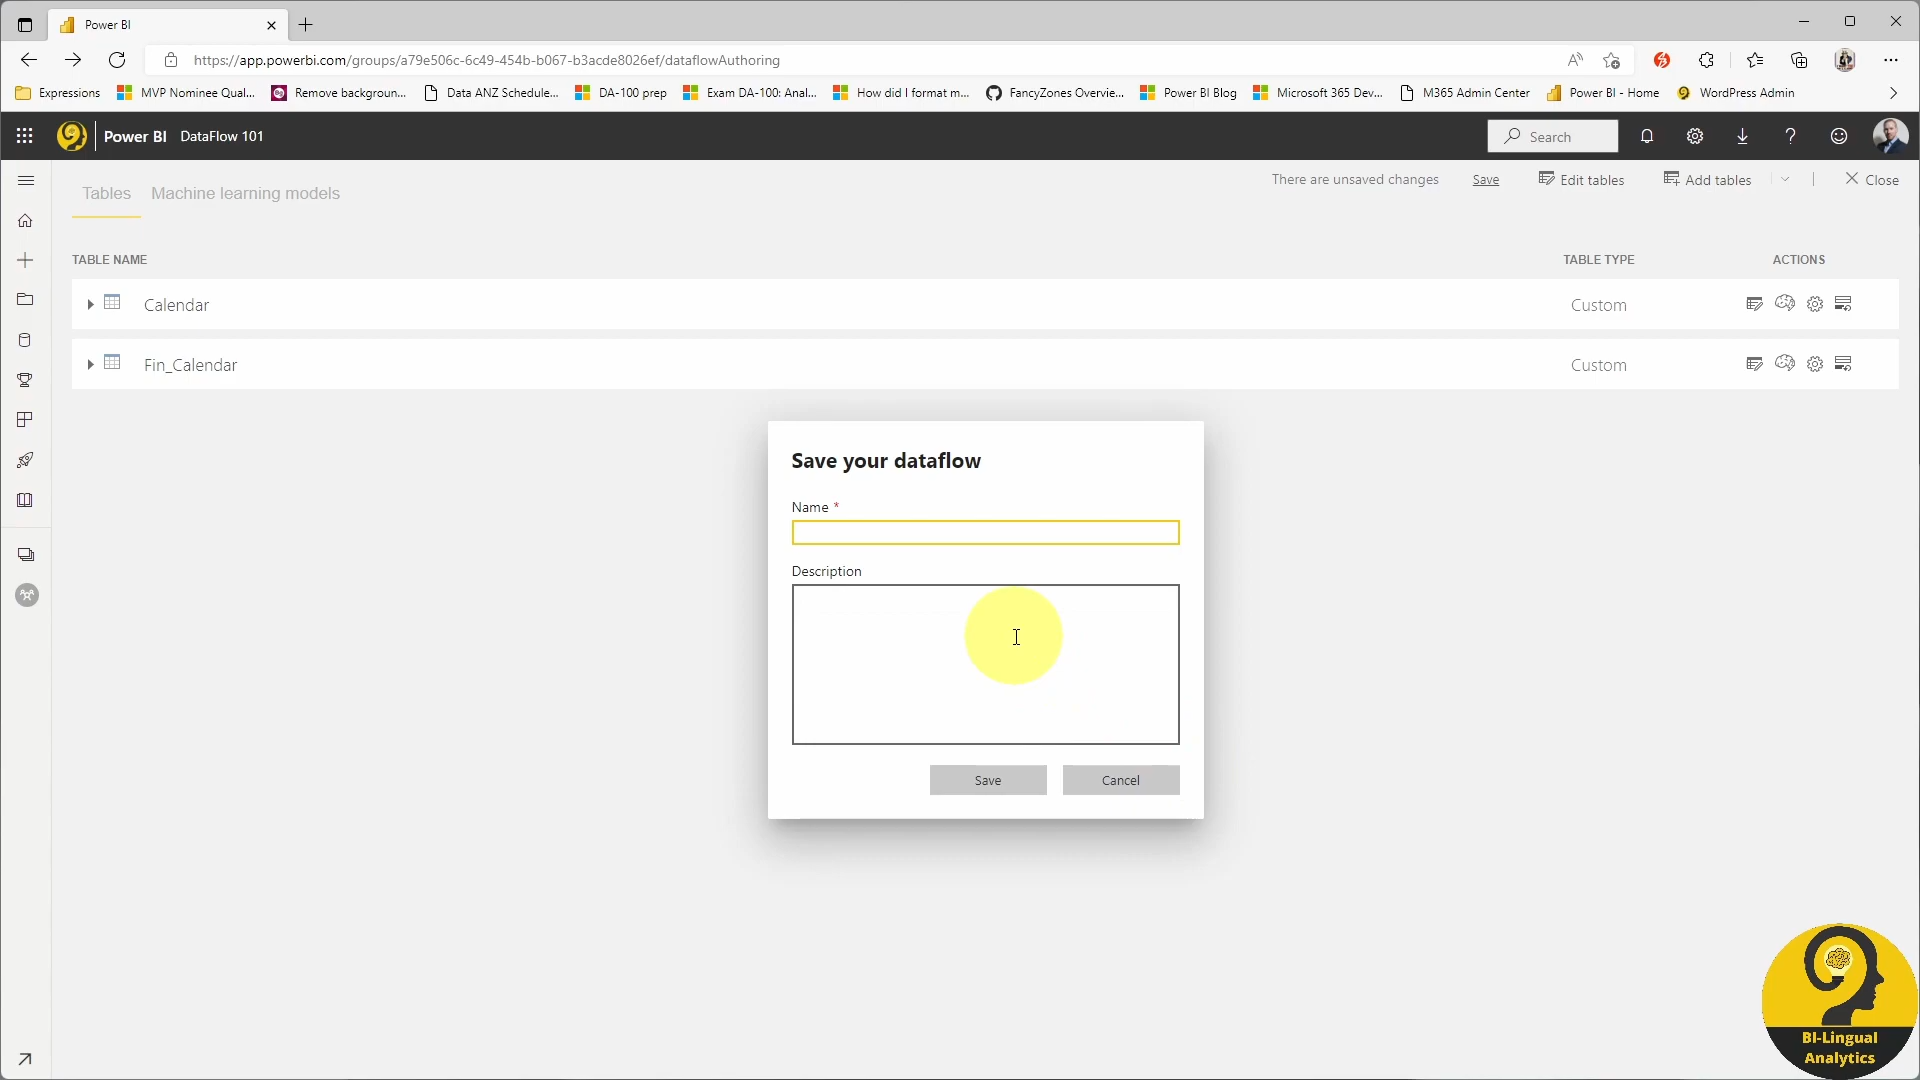 Power BI
https://app.powerbi.com/groups/a79e506c-6c49-454b-b067-b3acde8026ef/dataflowAuthoring
Expressions MVP Nominee Qual... Remove backgroun... Data ANZ Schedule... DA-100 prep Exam DA-100: Anal... How did I format m... FancyZones Overvie... Power BI Blog Microsoft 365 Dev... M365 Admin Center Power BI - Home WordPress Admin
Power BI DataFlow 101 Search
Tables Machine learning models There are unsaved changes Save Edit tables Add tables Close
TABLE NAME TABLE TYPE ACTIONS
Calendar Custom
Fin_Calendar Custom
Save your dataflow
Name *
Description
Save Cancel
BI-Lingual
Analytics